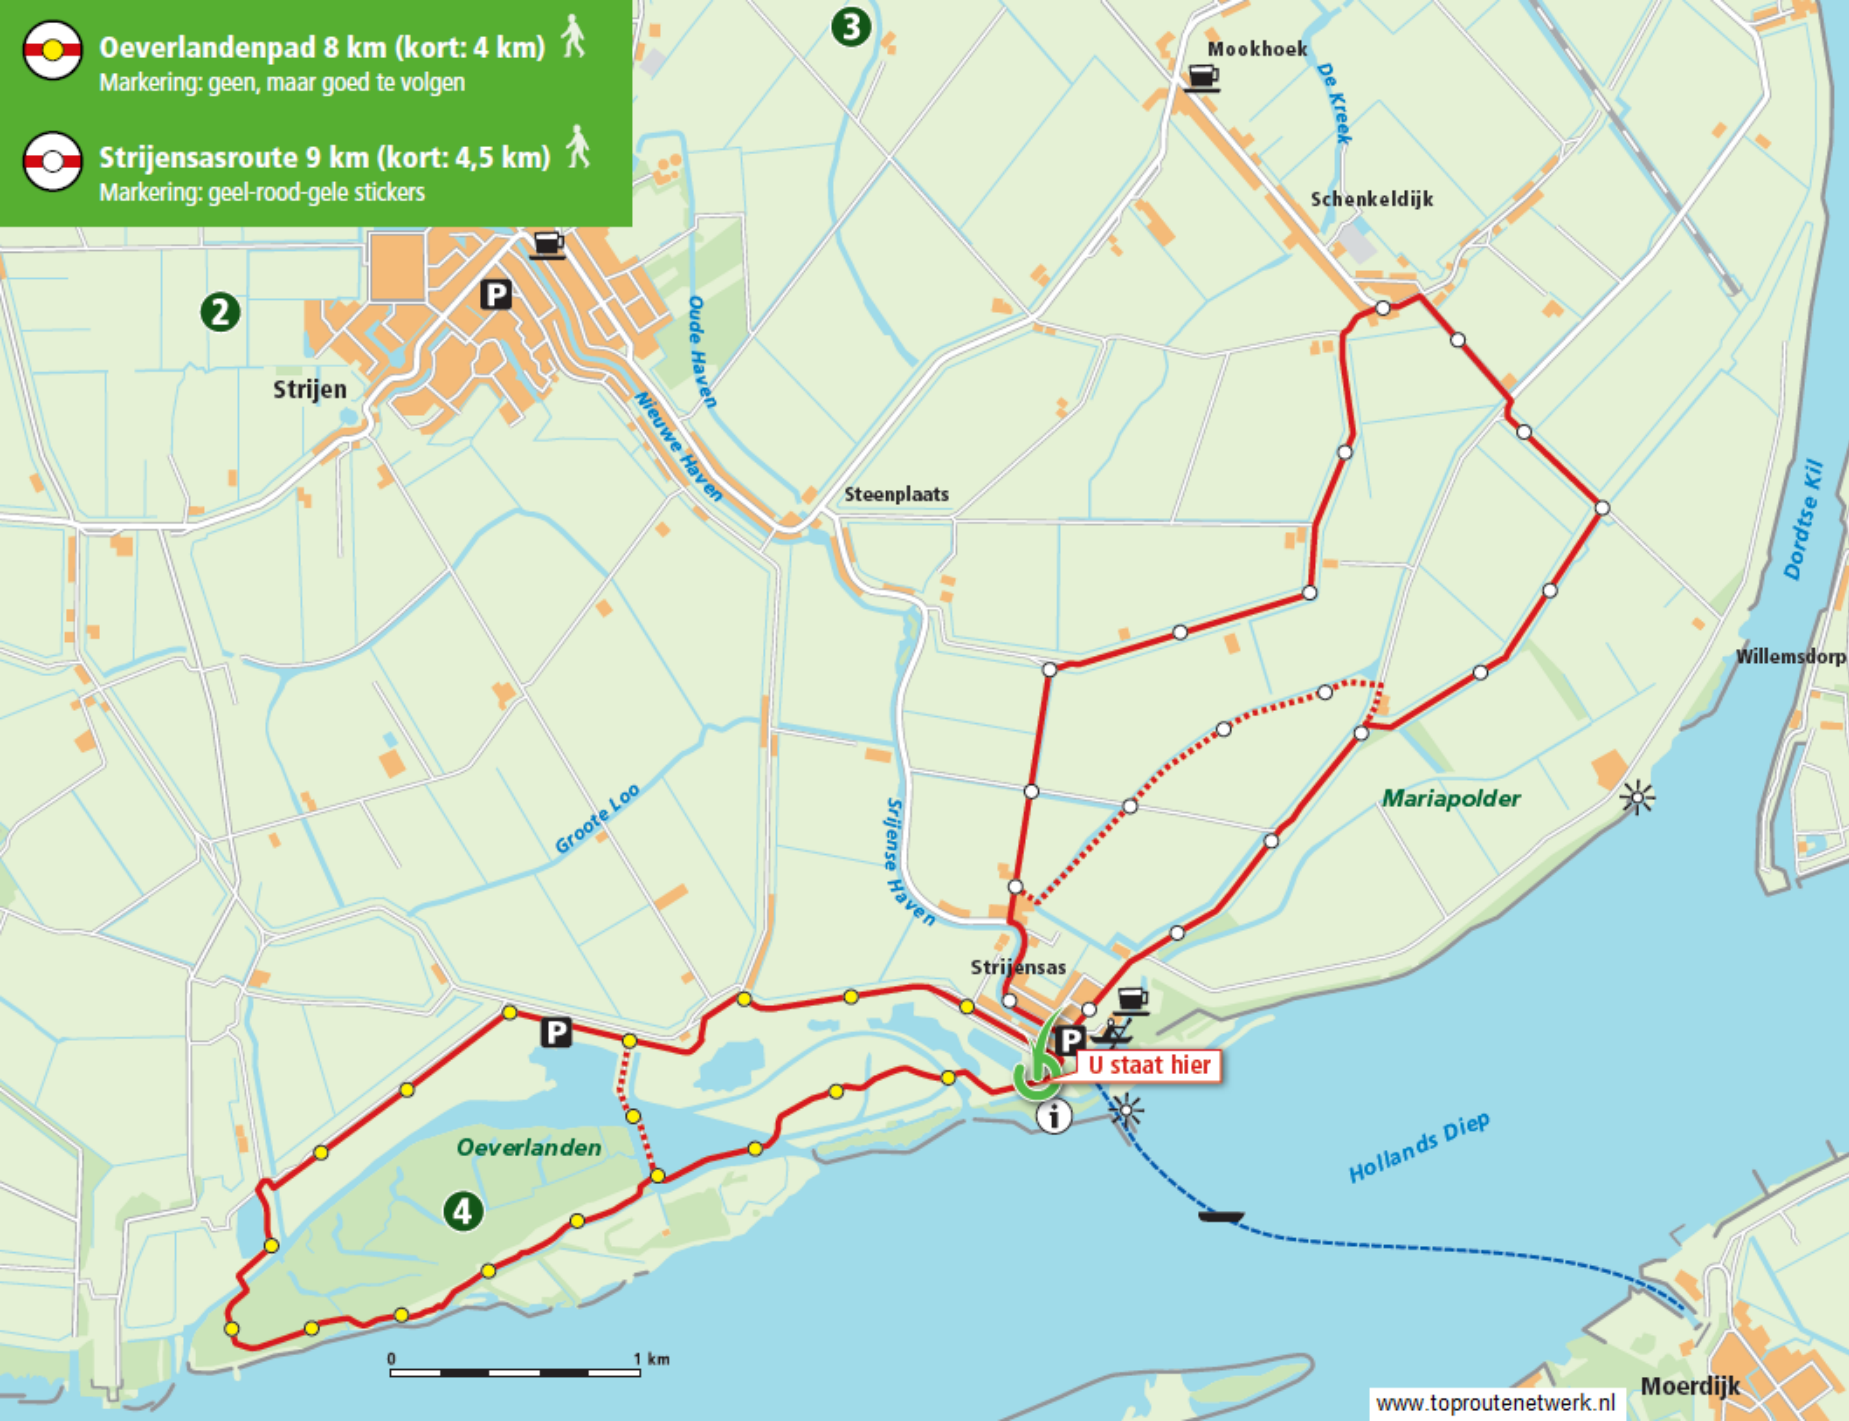 Oeverlandenpad 8 km (kort: 4 km)
Markering: geen, maar goed te volgen
Strijensasroute 9 km (kort: 4,5 km)
Markering: geel-rood-gele stickers
3
Mookhoek
De Kreek
Schenkeldijk
2
P
Strijen
Oude Haven
Nieuwe Haven
Steenplaats
Dordtse Kil
Willemsdorp
Mariapolder
Groote Loo
Srijense Haven
Strijensas
P
P
U staat hier
i
Oeverlanden
4
Hollands Diep
0 1 km
Moerdijk
www.toproutenetwerk.nl